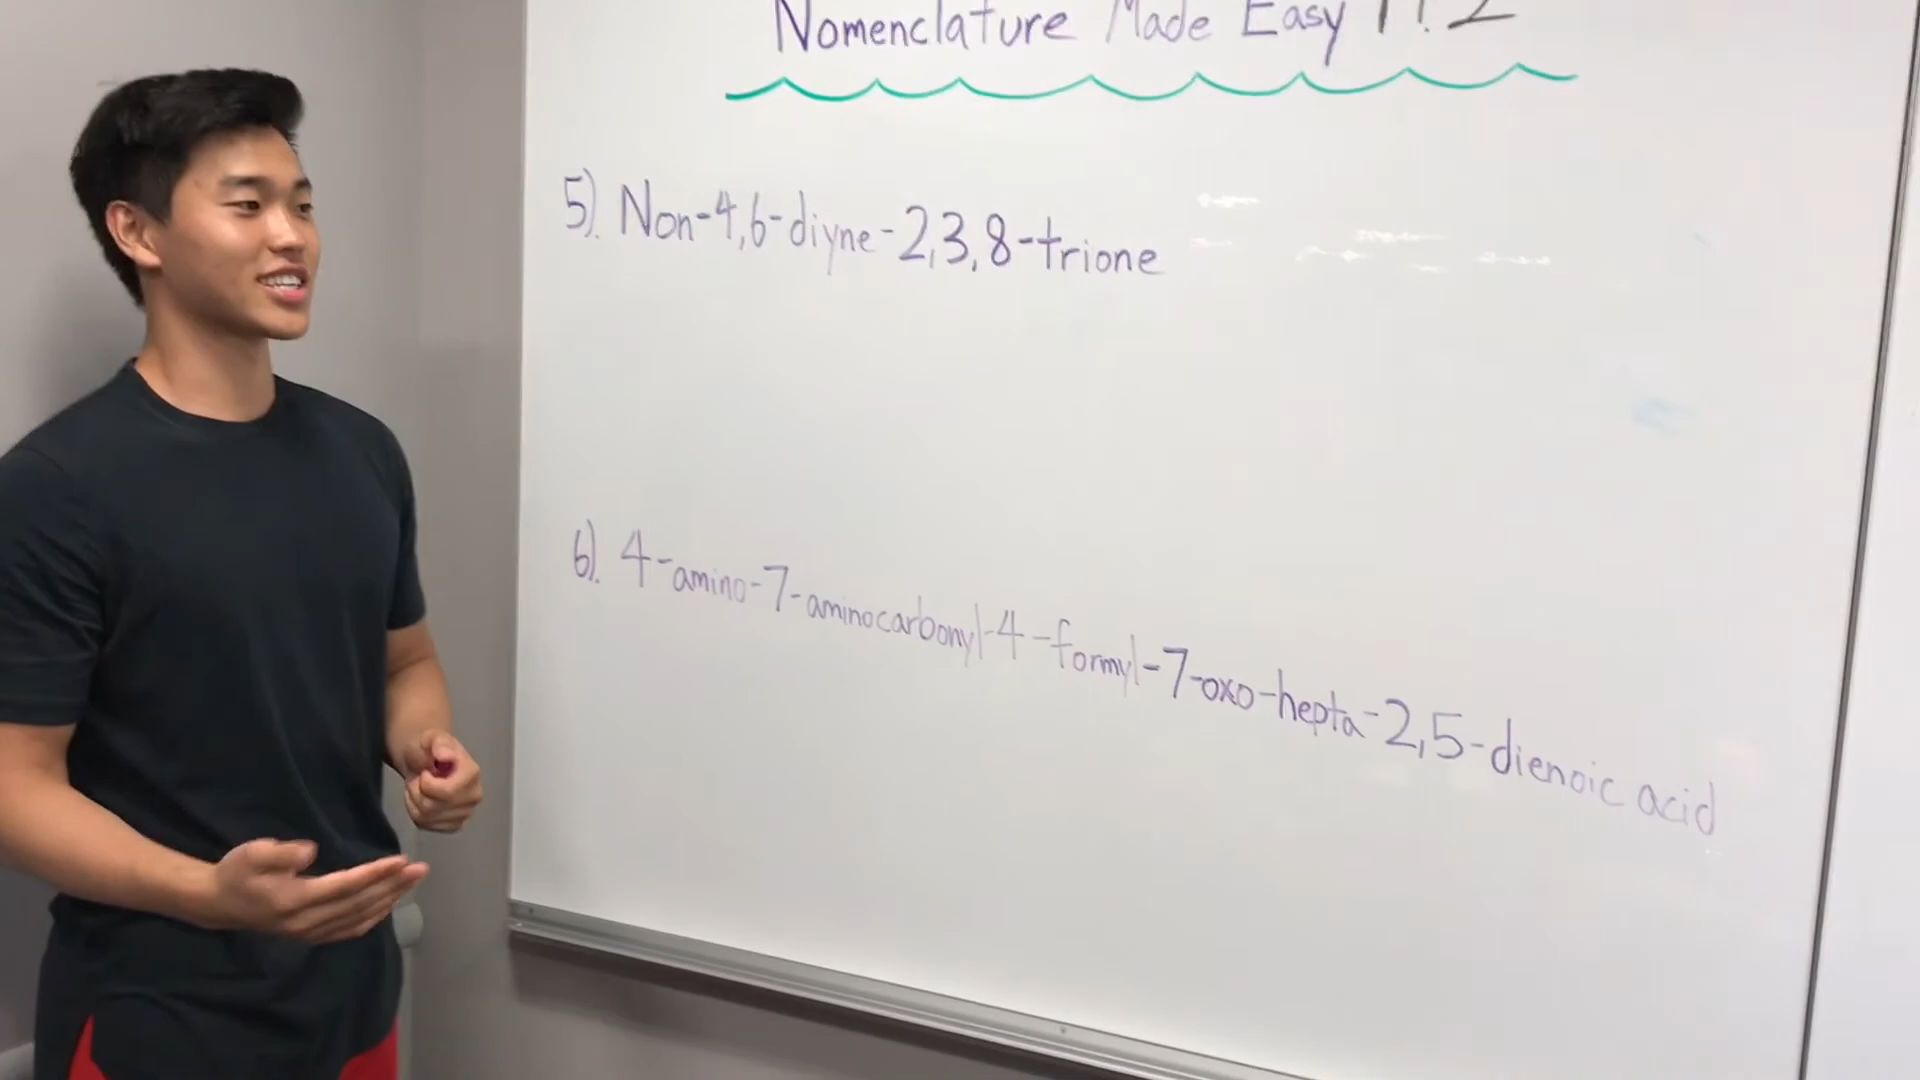 Nomenclature Made Easy Pt. 2
5). Non-4,6-diyne-2,3,8-trione
6). 4-amino-7-aminocarbonyl-4-formyl-7-oxo-hepta-2,5-dienoic acid